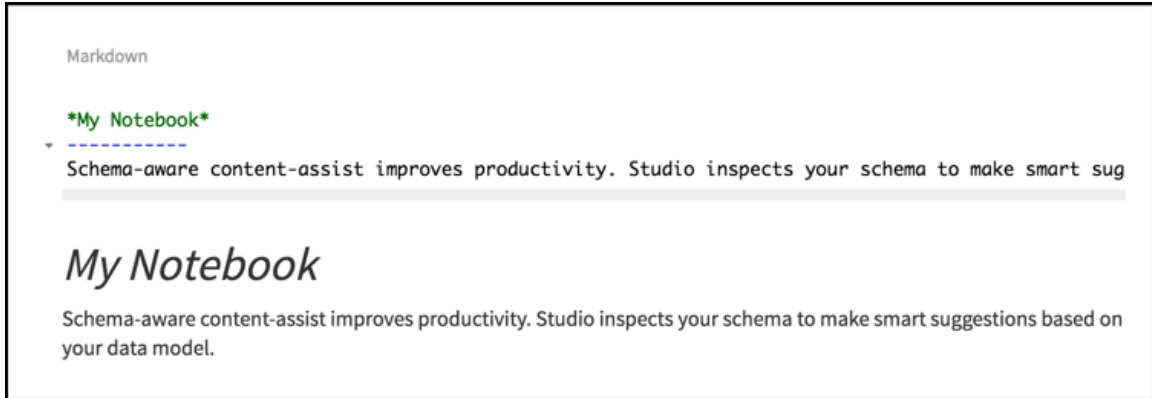 Markdown
*My Notebook*
-----------
Schema-aware content-assist improves productivity. Studio inspects your schema to make smart sug
My Notebook
Schema-aware content-assist improves productivity. Studio inspects your schema to make smart suggestions based on
your data model.